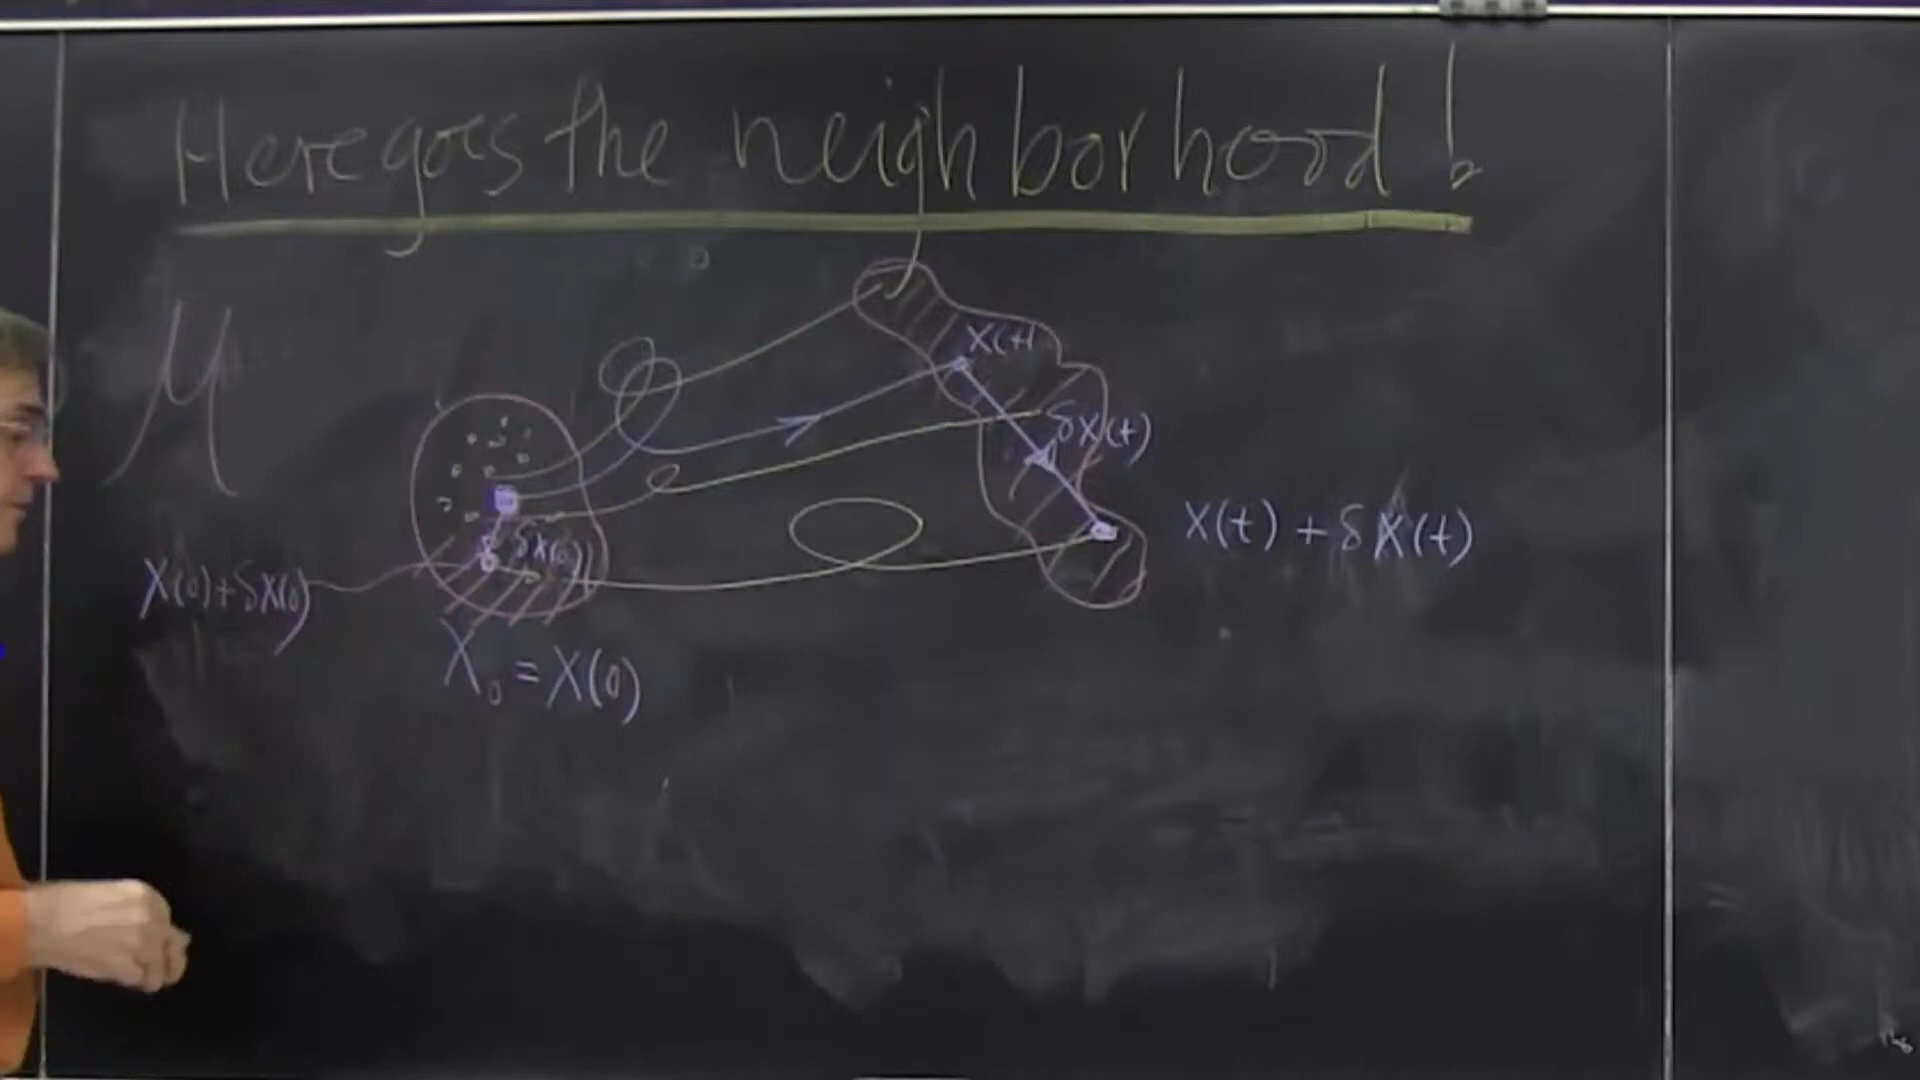 Here goes the neighborhood!
M
x(t)
δx(t)
x(t) + δx(t)
δx(0)
x(0)+δx(0)
x₀ = x(0)